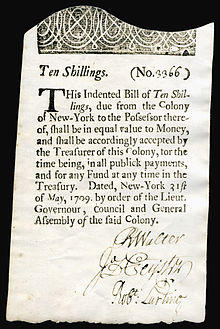 Ten Shillings. (No. 3366)
THis Indented Bill of Ten Shil-
lings, due from the Colony
of New-York to the Possessor there-
of, shall be in equal value to Money,
and shall be accordingly accepted by
the Treasurer of this Colony, for the
time being, in all publick payments,
and for any Fund at any time in the
Treasury. Dated, New-York 31st
of May, 1709. by order of the Lieut.
Governour, Council and General
Assembly of the said Colony.
R Walter
Robt: Lurting